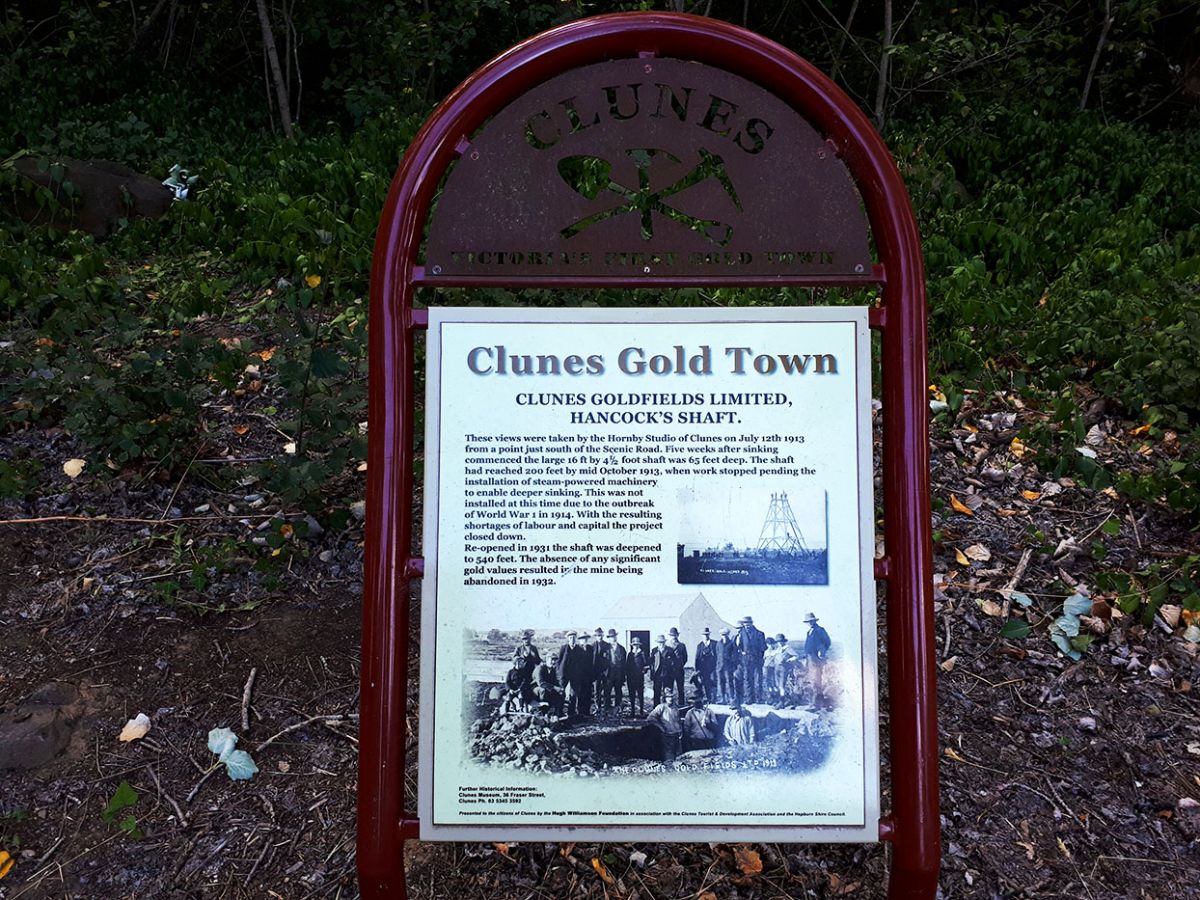 CLUNES
VICTORIA'S FIRST GOLD TOWN
Clunes Gold Town
CLUNES GOLDFIELDS LIMITED,
HANCOCK'S SHAFT.
These views were taken by the Hornby Studio of Clunes on July 12th 1913
from a point just south of the Scenic Road. Five weeks after sinking
commenced the large 16 ft by 4½ foot shaft was 65 feet deep. The shaft
had reached 200 feet by mid October 1913, when work stopped pending the
installation of steam-powered machinery
to enable deeper sinking. This was not
installed at this time due to the outbreak
of World War 1 in 1914. With the resulting
shortages of labour and capital the project
closed down.
Re-opened in 1931 the shaft was deepened
to 540 feet. The absence of any significant
gold values resulted in the mine being
abandoned in 1932.
THE CLUNES GOLD FIELDS LTD 1913
Further Historical Information:
Clunes Museum, 36 Fraser Street,
Clunes Ph. 03 5345 3592
Presented to the citizens of Clunes by the Hugh Williamson Foundation in association with the Clunes Tourist & Development Association and the Hepburn Shire Council.